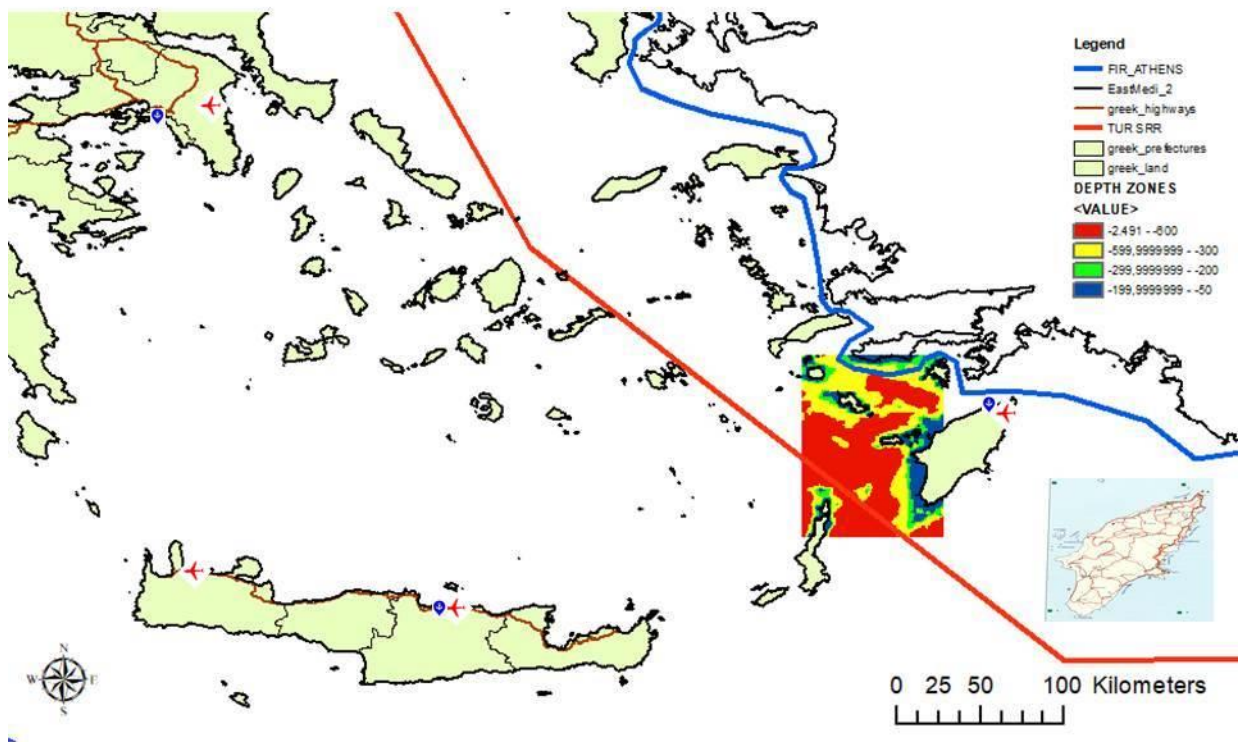 Legend
FIR_ATHENS
EastMedi_2
greek_highways
TUR SRR
greek_prefectures
greek_land
DEPTH ZONES
<VALUE>
-2.491 - -600
-599,9999999 - -300
-299,9999999 - -200
-199,9999999 - -50
N
W E
S
0 25 50 100 Kilometers